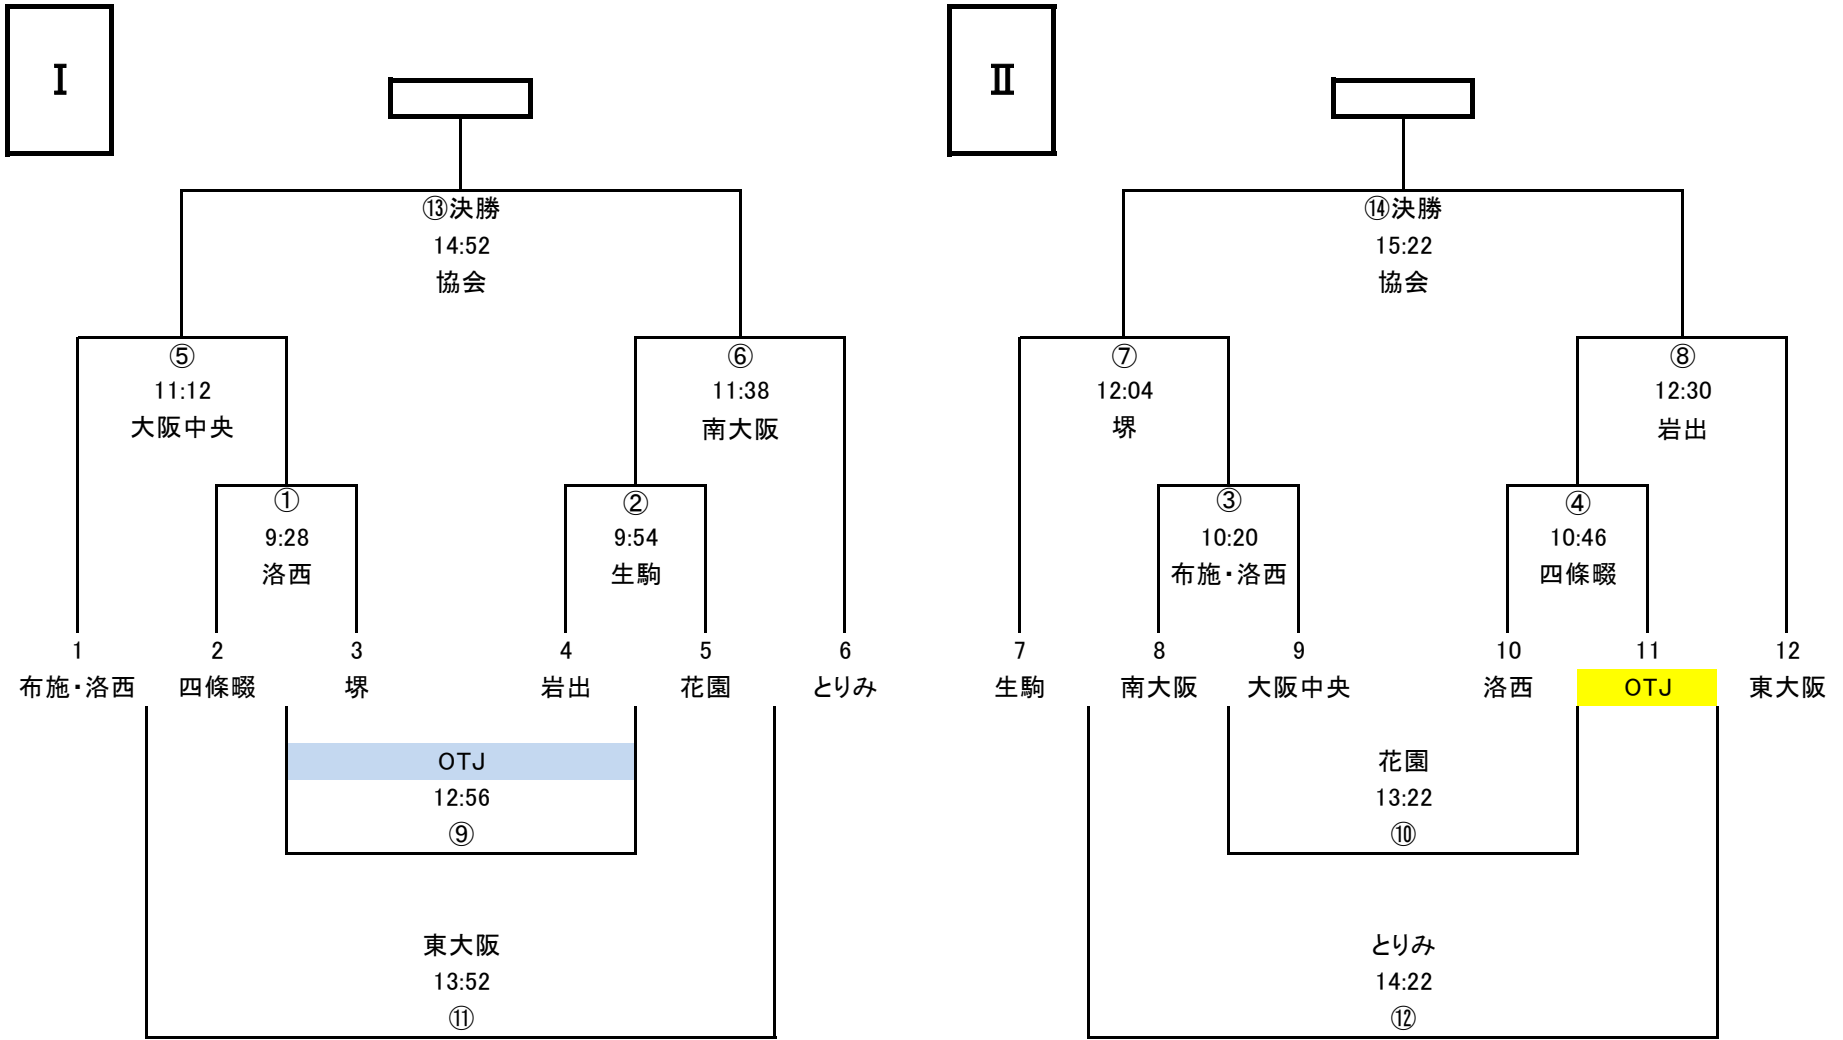 Ⅰ
⑬決勝
14:52
協会
⑤
11:12
大阪中央
⑥
11:38
南大阪
①
9:28
洛西
②
9:54
生駒
1
2
3
4
5
6
布施・洛西
四條畷
堺
岩出
花園
とりみ
OTJ
12:56
⑨
東大阪
13:52
⑪
Ⅱ
⑭決勝
15:22
協会
⑦
12:04
堺
⑧
12:30
岩出
③
10:20
布施・洛西
④
10:46
四條畷
7
8
9
10
11
12
生駒
南大阪
大阪中央
洛西
OTJ
東大阪
花園
13:22
⑩
とりみ
14:22
⑫